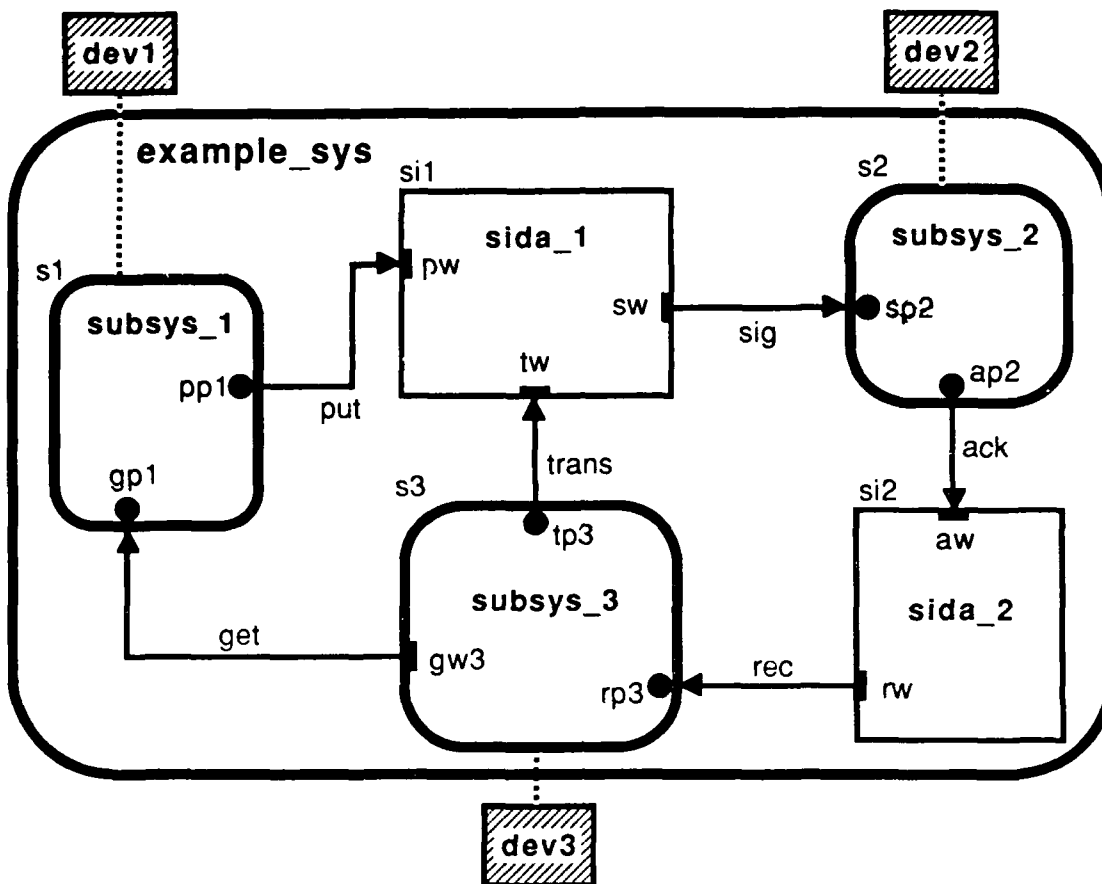 dev1
dev2
example_sys
si1
s2
sida_1
subsys_2
pw
s1
subsys_1
sw
sp2
sig
tw
pp1
put
ap2
ack
trans
gp1
s3
si2
tp3
aw
subsys_3
sida_2
get
gw3
rec
rp3
rw
dev3